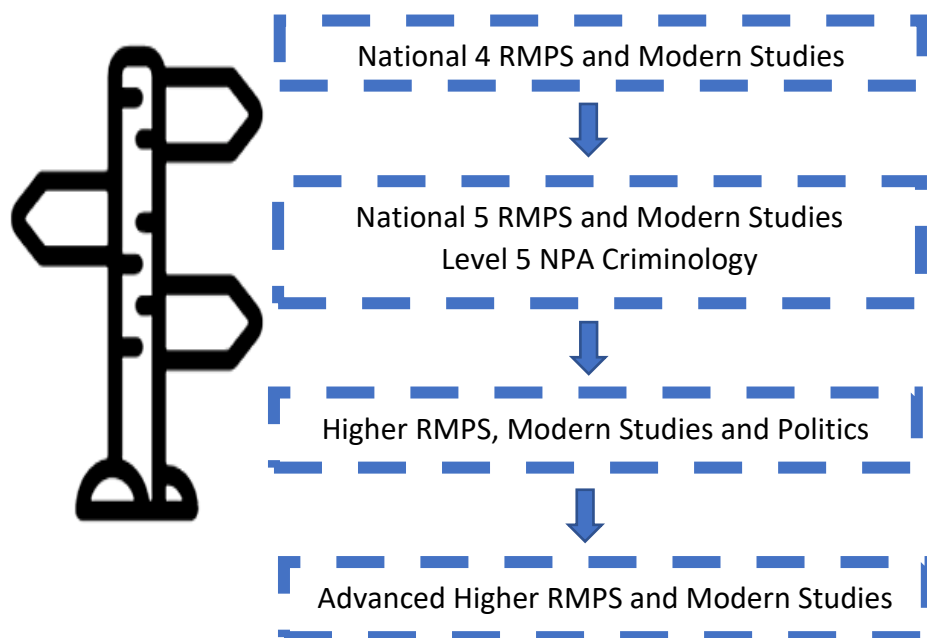 National 4 RMPS and Modern Studies
National 5 RMPS and Modern Studies
Level 5 NPA Criminology
Higher RMPS, Modern Studies and Politics
Advanced Higher RMPS and Modern Studies